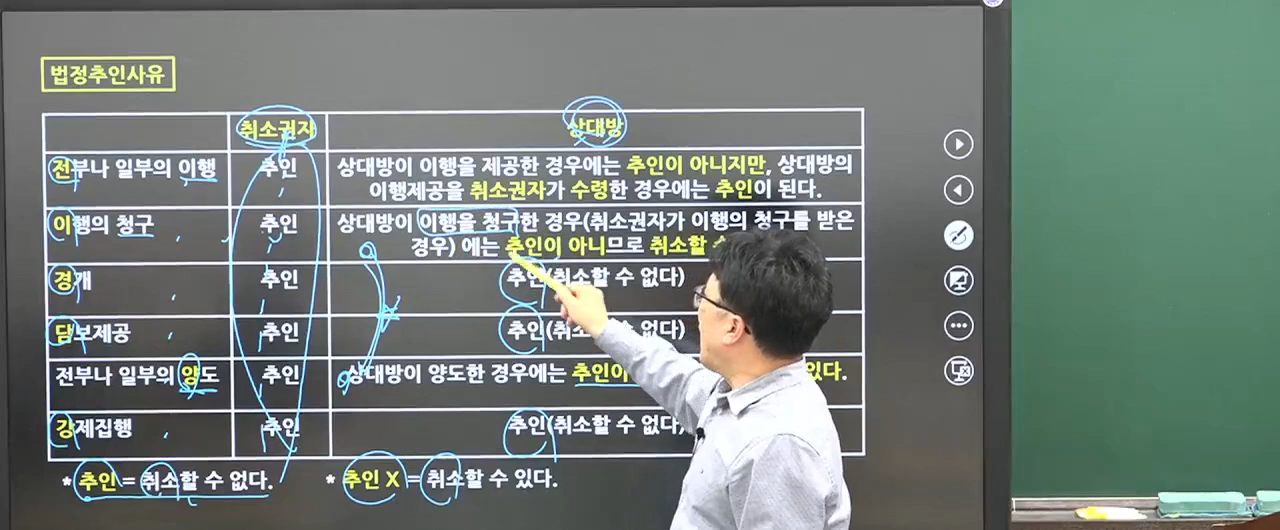 법정추인사유
취소권자
상대방
전부나 일부의 이행
추인
상대방이 이행을 제공한 경우에는 추인이 아니지만, 상대방의
이행제공을 취소권자가 수령한 경우에는 추인이 된다.
이행의 청구
추인
상대방이 이행을 청구한 경우(취소권자가 이행의 청구를 받은
경우) 에는 추인이 아니므로 취소할
경개
추인
추인(취소할 수 없다)
담보제공
추인
추인(취소할 수 없다)
전부나 일부의 양도
추인
상대방이 양도한 경우에는 추인이 있다.
강제집행
추인
추인(취소할 수 없다)
* 추인 = 취소할 수 없다.
* 추인 X = 취소할 수 있다.